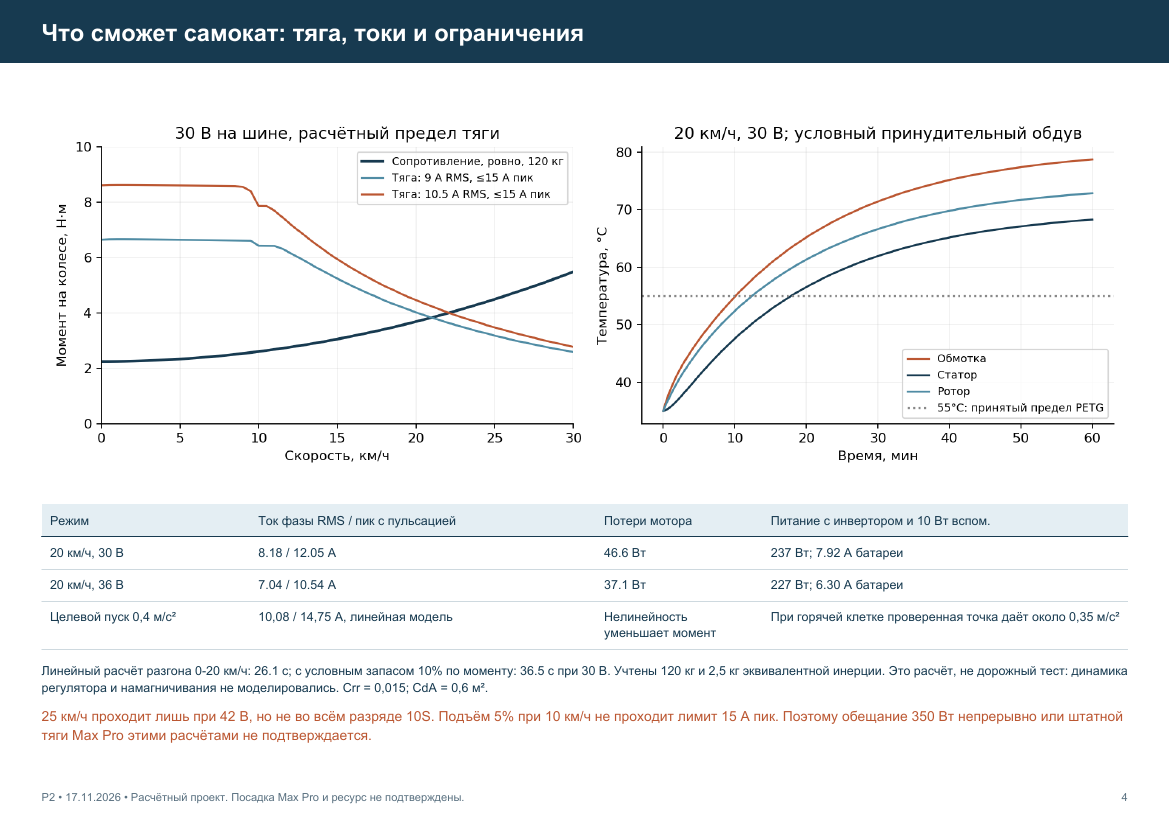 Что сможет самокат: тяга, токи и ограничения
30 В на шине, расчётный предел тяги
Момент на колесе, Н·м
10
8
6
4
2
0
Сопротивление, ровно, 120 кг
Тяга: 9 А RMS, ≤15 А пик
Тяга: 10.5 А RMS, ≤15 А пик
0 5 10 15 20 25 30
Скорость, км/ч
20 км/ч, 30 В; условный принудительный обдув
Температура, °C
80
70
60
50
40
Обмотка
Статор
Ротор
55°C: принятый предел PETG
0 10 20 30 40 50 60
Время, мин
Режим Ток фазы RMS / пик с пульсацией Потери мотора Питание с инвертором и 10 Вт вспом.
20 км/ч, 30 В 8.18 / 12.05 А 46.6 Вт 237 Вт; 7.92 А батареи
20 км/ч, 36 В 7.04 / 10.54 А 37.1 Вт 227 Вт; 6.30 А батареи
Целевой пуск 0,4 м/с² 10,08 / 14,75 А, линейная модель Нелинейность При горячей клетке проверенная точка даёт около 0,35 м/с²
уменьшает момент
Линейный расчёт разгона 0-20 км/ч: 26.1 с; с условным запасом 10% по моменту: 36.5 с при 30 В. Учтены 120 кг и 2,5 кг эквивалентной инерции. Это расчёт, не дорожный тест: динамика
регулятора и намагничивания не моделировались. Crr = 0,015; CdA = 0,6 м².
25 км/ч проходит лишь при 42 В, но не во всём разряде 10S. Подъём 5% при 10 км/ч не проходит лимит 15 А пик. Поэтому обещание 350 Вт непрерывно или штатной
тяги Max Pro этими расчётами не подтверждается.
P2 • 17.11.2026 • Расчётный проект. Посадка Max Pro и ресурс не подтверждены.
4